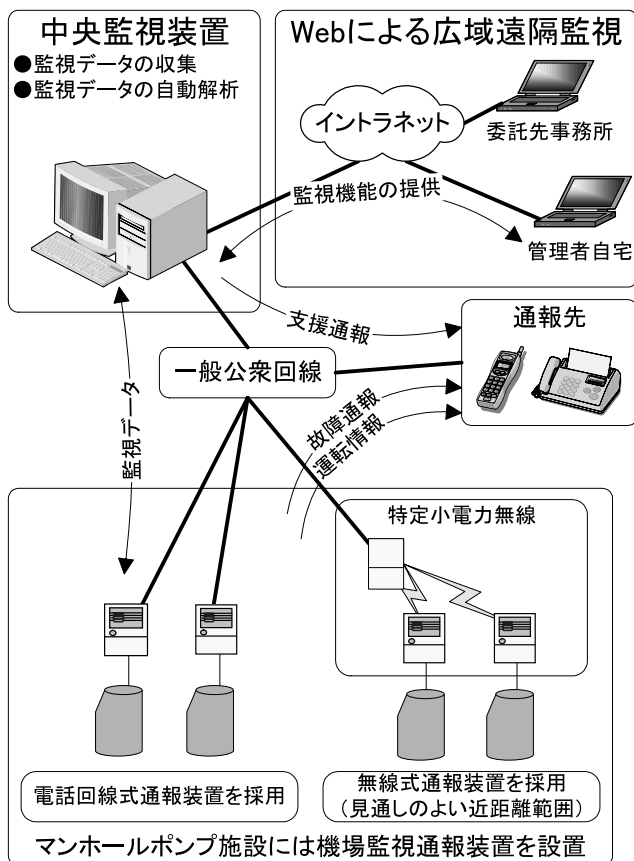 中央監視装置
●監視データの収集
●監視データの自動解析
Webによる広域遠隔監視
イントラネット
委託先事務所
監視機能の提供
管理者自宅
支援通報
通報先
一般公衆回線
監視データ
故障通報
運転情報
特定小電力無線
電話回線式通報装置を採用
無線式通報装置を採用
(見通しのよい近距離範囲)
マンホールポンプ施設には機場監視通報装置を設置